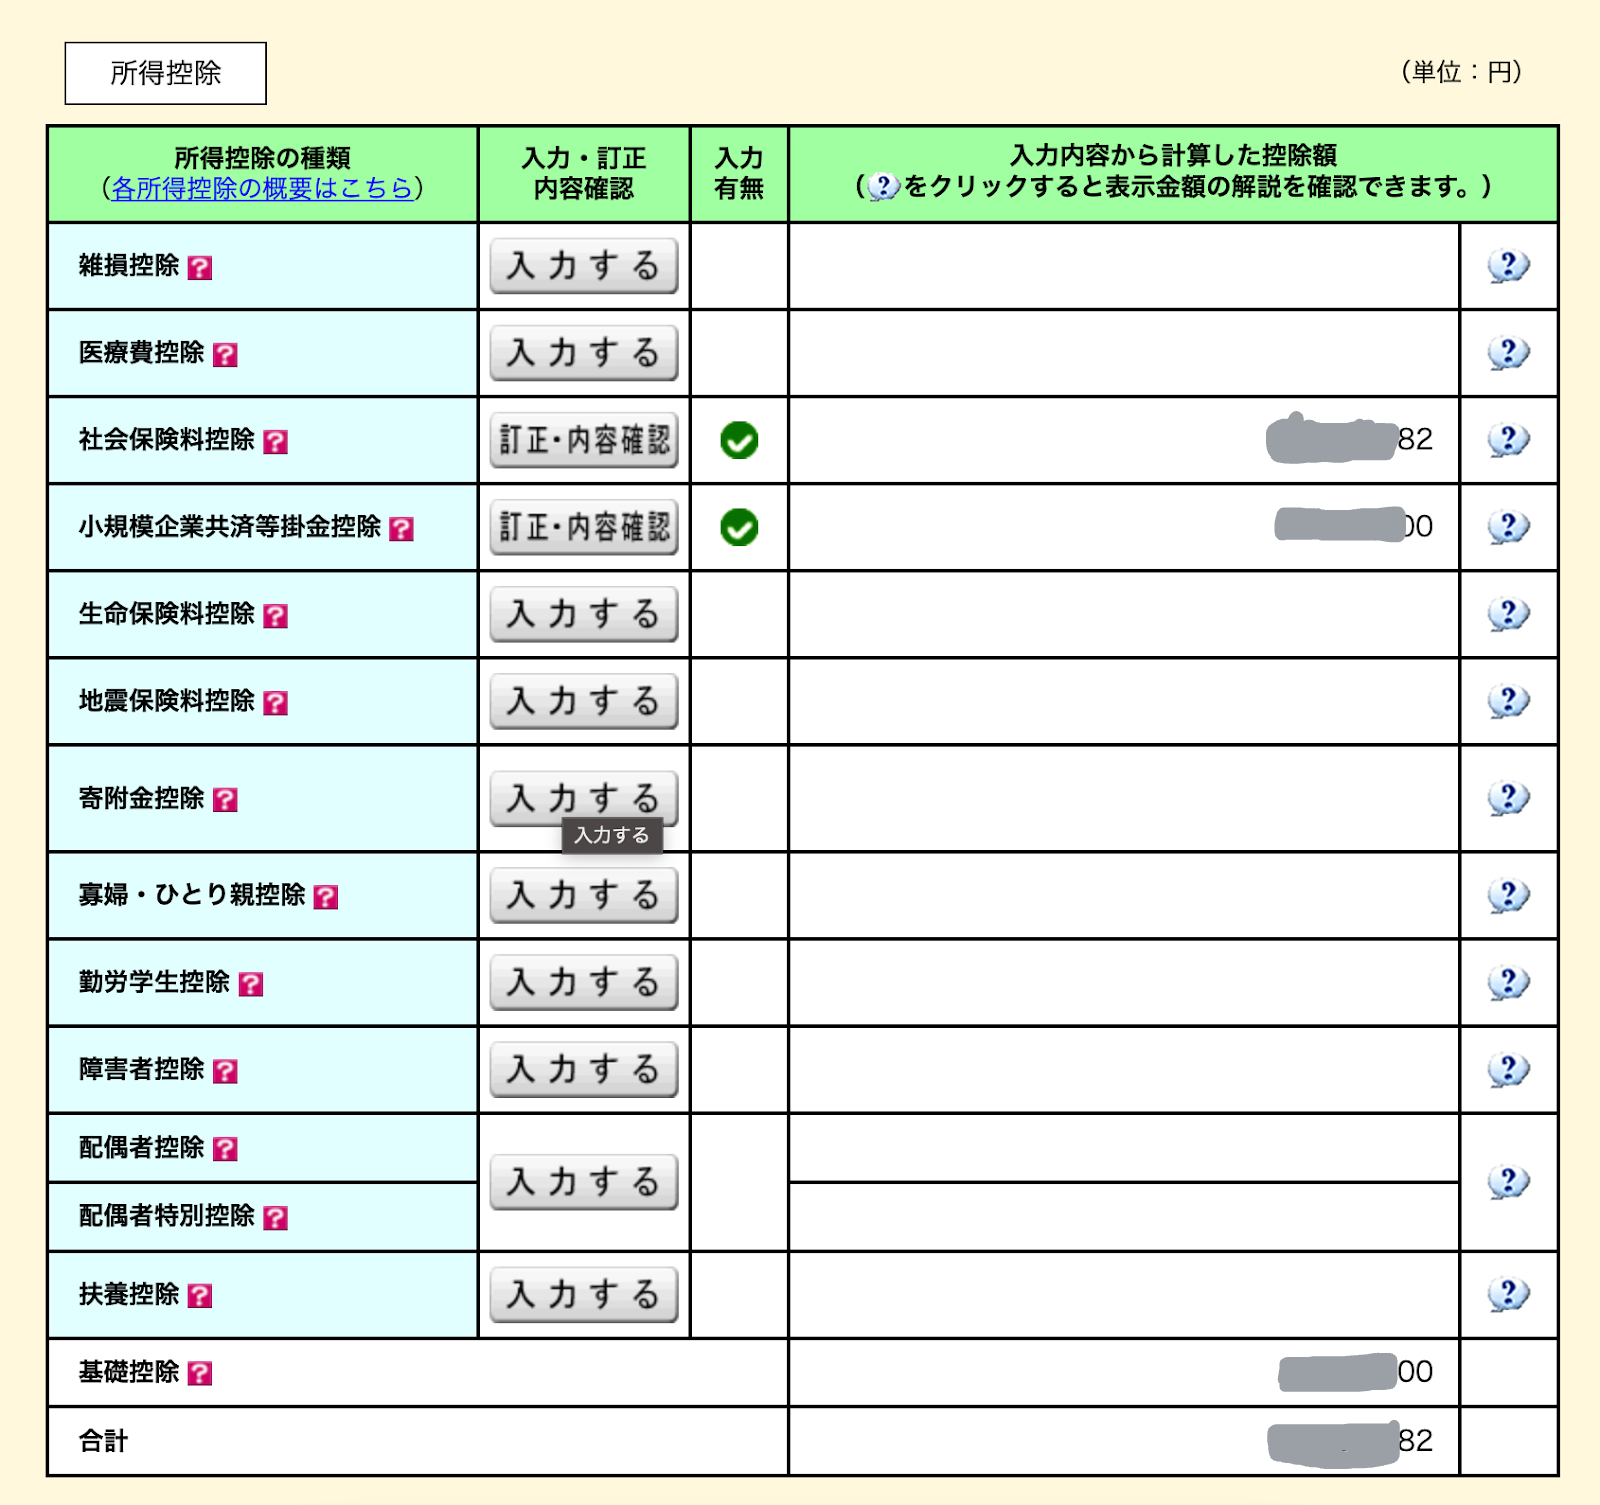 所得控除
（単位：円）
所得控除の種類
（各所得控除の概要はこちら）
入力・訂正
内容確認
入力
有無
入力内容から計算した控除額
（?をクリックすると表示金額の解説を確認できます。）
雑損控除 ?
入力する
?
医療費控除 ?
入力する
?
社会保険料控除 ?
訂正・内容確認
82
?
小規模企業共済等掛金控除 ?
訂正・内容確認
00
?
生命保険料控除 ?
入力する
?
地震保険料控除 ?
入力する
?
寄附金控除 ?
入力する
入力する
?
寡婦・ひとり親控除 ?
入力する
?
勤労学生控除 ?
入力する
?
障害者控除 ?
入力する
?
配偶者控除 ?
入力する
?
配偶者特別控除 ?
扶養控除 ?
入力する
?
基礎控除 ?
00
合計
82